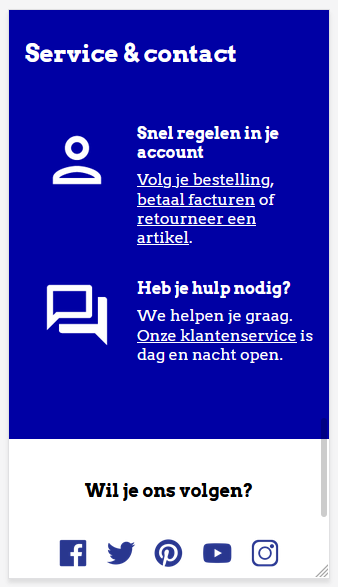 Service & contact
Snel regelen in je
account
Volg je bestelling,
betaal facturen of
retourneer een
artikel.
Heb je hulp nodig?
We helpen je graag.
Onze klantenservice is
dag en nacht open.
Wil je ons volgen?